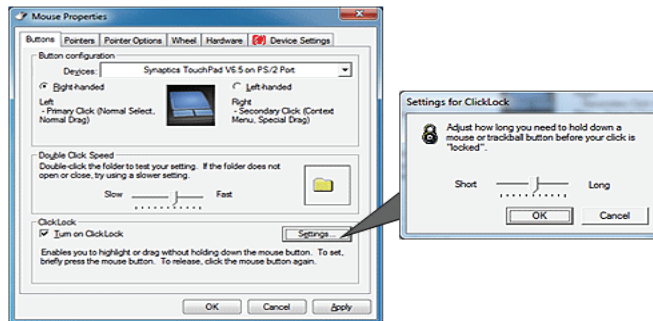 Mouse Properties
Buttons Pointers Pointer Options Wheel Hardware Device Settings
Button configuration
Devices: Synaptics TouchPad V6.5 on PS/2 Port
Right-handed Left-handed
Left
- Primary Click (Normal Select,
Normal Drag)
Right
- Secondary Click (Context
Menu, Special Drag)
Double Click Speed
Double-click the folder to test your setting. If the folder does not
open or close, try using a slower setting.
Slow Fast
ClickLock
Turn on ClickLock Settings...
Enables you to highlight or drag without holding down the mouse button. To set,
briefly press the mouse button. To release, click the mouse button again.
OK Cancel Apply
Settings for ClickLock
Adjust how long you need to hold down a
mouse or trackball button before your click is
"locked".
Short Long
OK Cancel